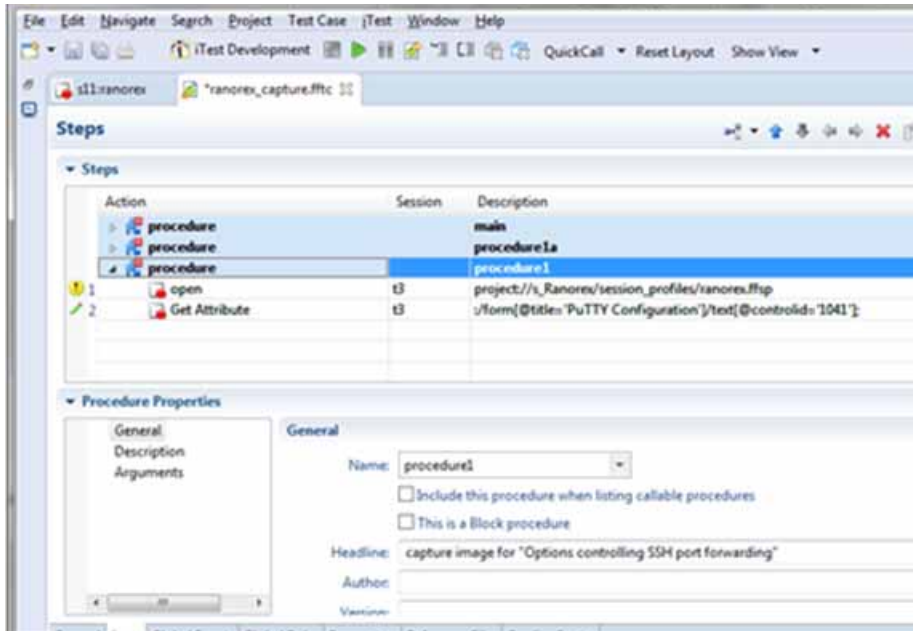 File Edit Navigate Search Project Test Case iTest Window Help
iTest Development QuickCall Reset Layout Show View
s11:ranorex *ranorex_capture.fftc
Steps
Steps
Action Session Description
procedure main
procedure procedure1a
procedure procedure1
1 open t3 project://s_Ranorex/session_profiles/ranorex.ffsp
2 Get Attribute t3 :/form[@title='PuTTY Configuration']/text[@controlid='1041'];
Procedure Properties
General
Description
Arguments
General
Name: procedure1
Include this procedure when listing callable procedures
This is a Block procedure
Headline: capture image for "Options controlling SSH port forwarding"
Author:
Version: